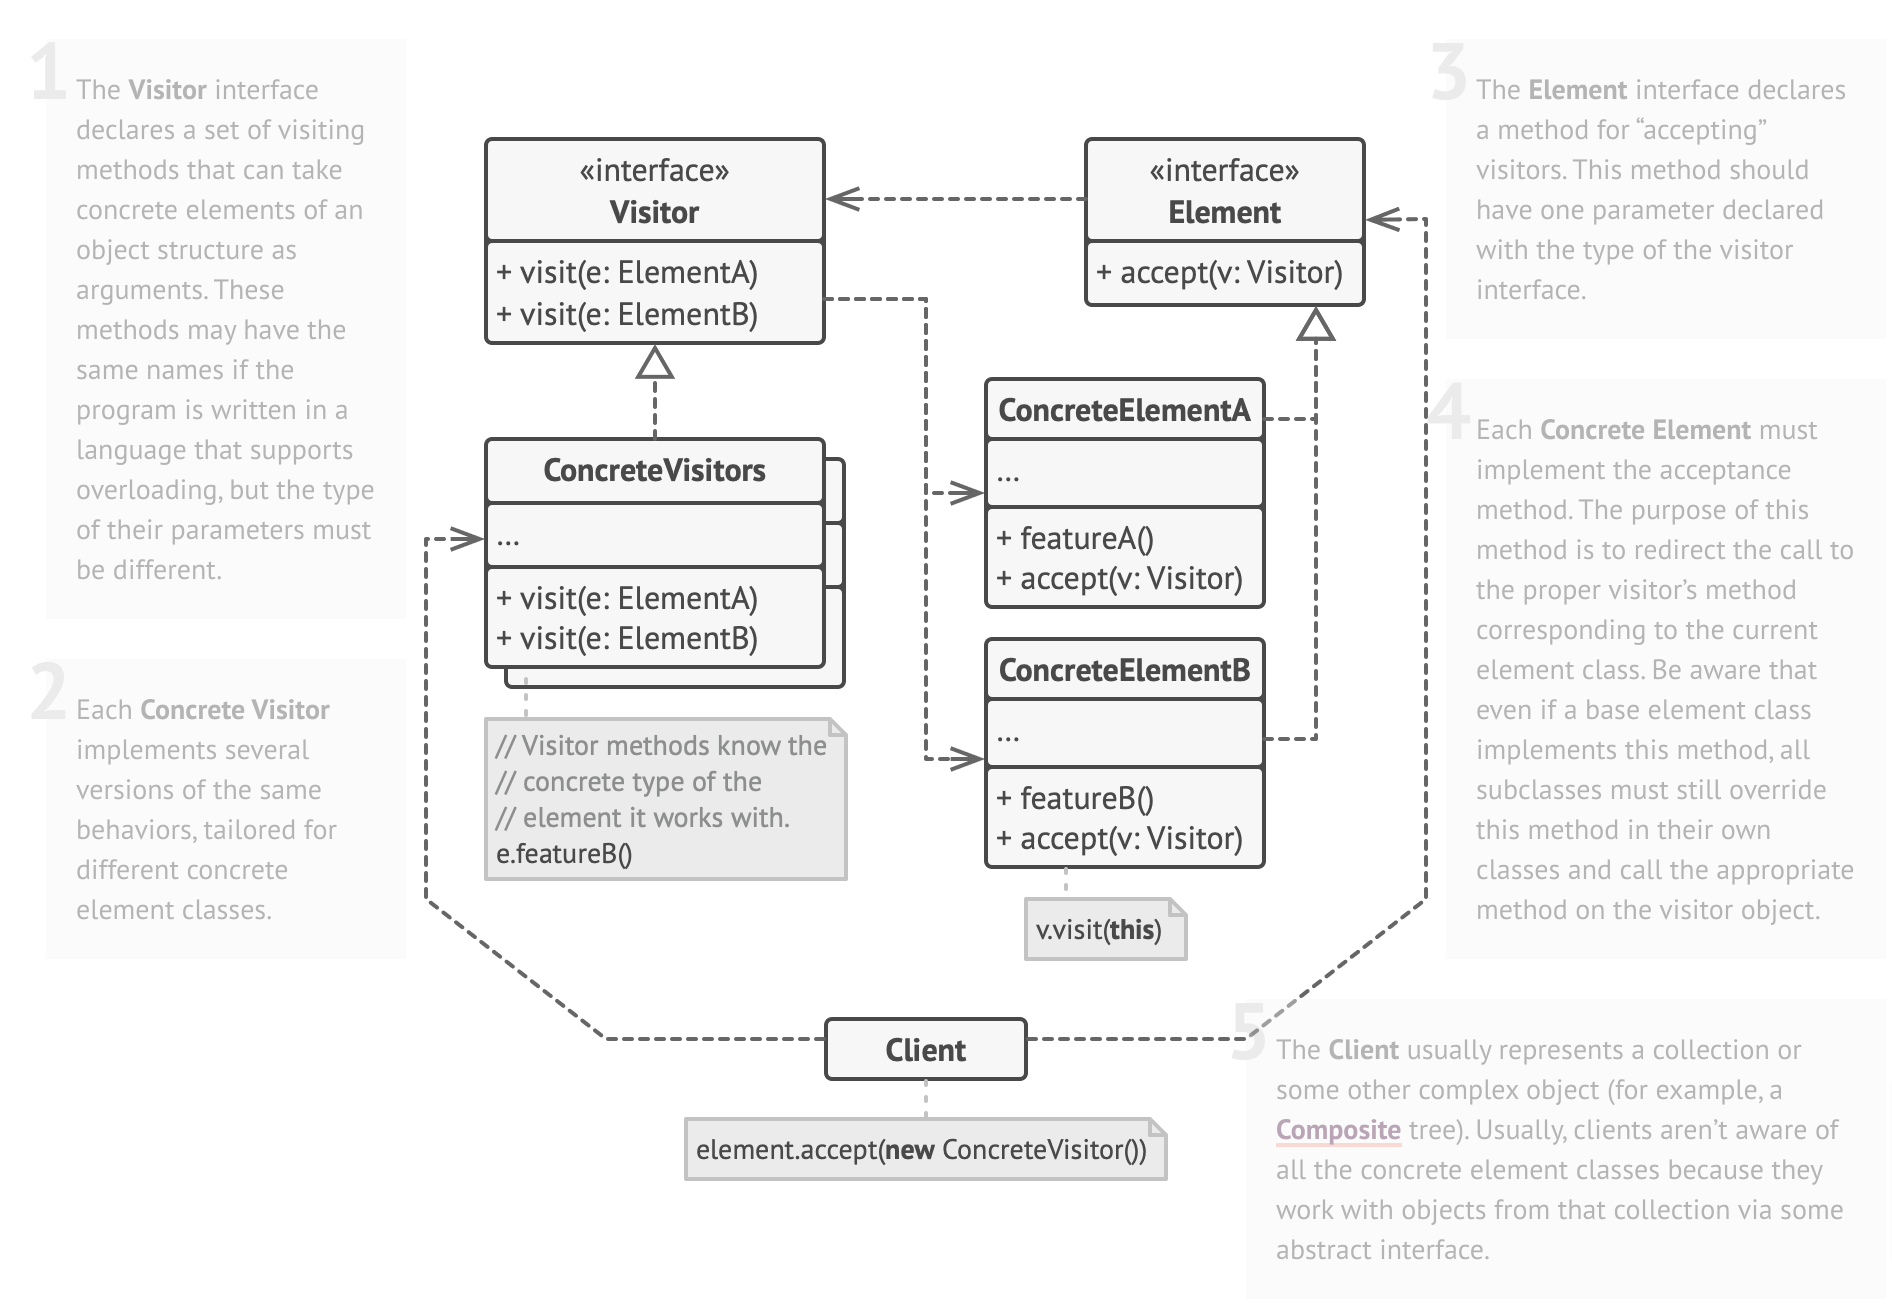 1
The Visitor interface
declares a set of visiting
methods that can take
concrete elements of an
object structure as
arguments. These
methods may have the
same names if the
program is written in a
language that supports
overloading, but the type
of their parameters must
be different.
2
Each Concrete Visitor
implements several
versions of the same
behaviors, tailored for
different concrete
element classes.
«interface»
Visitor
+ visit(e: ElementA)
+ visit(e: ElementB)
ConcreteVisitors
...
+ visit(e: ElementA)
+ visit(e: ElementB)
// Visitor methods know the
// concrete type of the
// element it works with.
e.featureB()
«interface»
Element
+ accept(v: Visitor)
ConcreteElementA
...
+ featureA()
+ accept(v: Visitor)
ConcreteElementB
...
+ featureB()
+ accept(v: Visitor)
v.visit(this)
Client
element.accept(new ConcreteVisitor())
3
The Element interface declares
a method for “accepting”
visitors. This method should
have one parameter declared
with the type of the visitor
interface.
4
Each Concrete Element must
implement the acceptance
method. The purpose of this
method is to redirect the call to
the proper visitor’s method
corresponding to the current
element class. Be aware that
even if a base element class
implements this method, all
subclasses must still override
this method in their own
classes and call the appropriate
method on the visitor object.
5
The Client usually represents a collection or
some other complex object (for example, a
Composite tree). Usually, clients aren’t aware of
all the concrete element classes because they
work with objects from that collection via some
abstract interface.